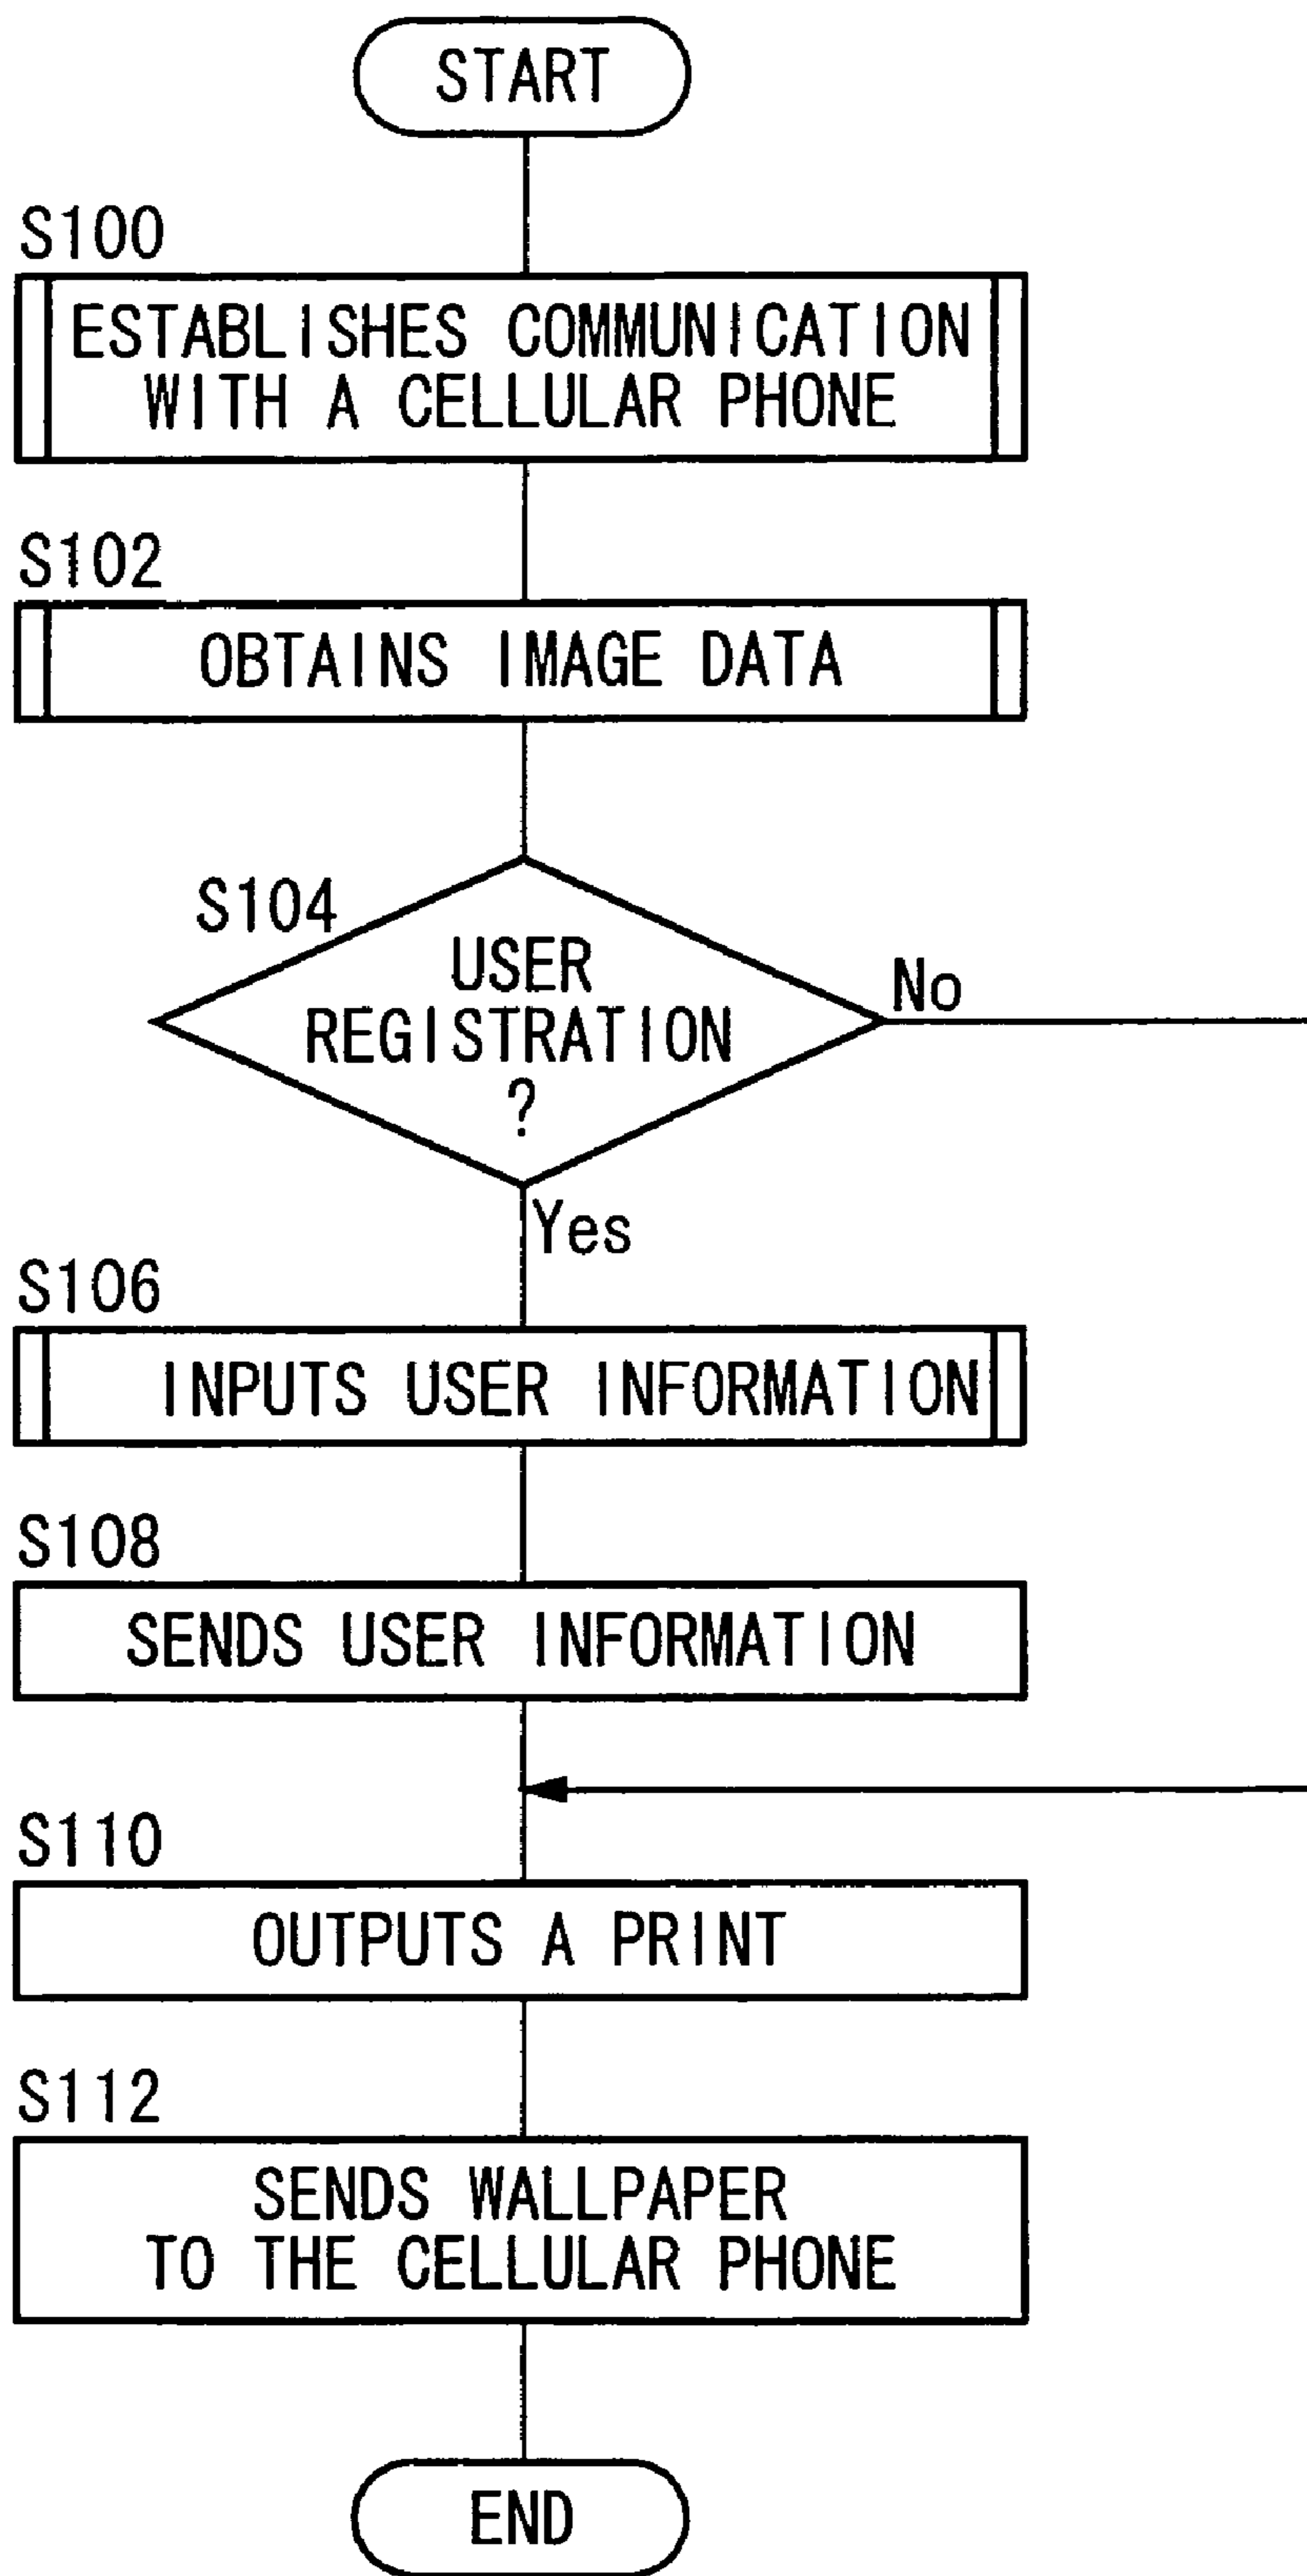 START
S100
ESTABLISHES COMMUNICATION
WITH A CELLULAR PHONE
S102
OBTAINS IMAGE DATA
S104
USER
REGISTRATION
?
No
Yes
S106
INPUTS USER INFORMATION
S108
SENDS USER INFORMATION
S110
OUTPUTS A PRINT
S112
SENDS WALLPAPER
TO THE CELLULAR PHONE
END